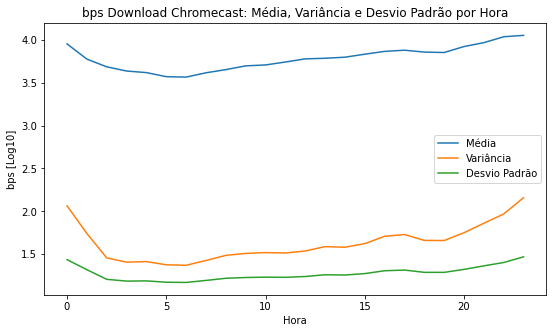 bps Download Chromecast: Média, Variância e Desvio Padrão por Hora
bps [Log10]
4.0
3.5
3.0
2.5
2.0
1.5
Média
Variância
Desvio Padrão
0
5
10
15
20
Hora